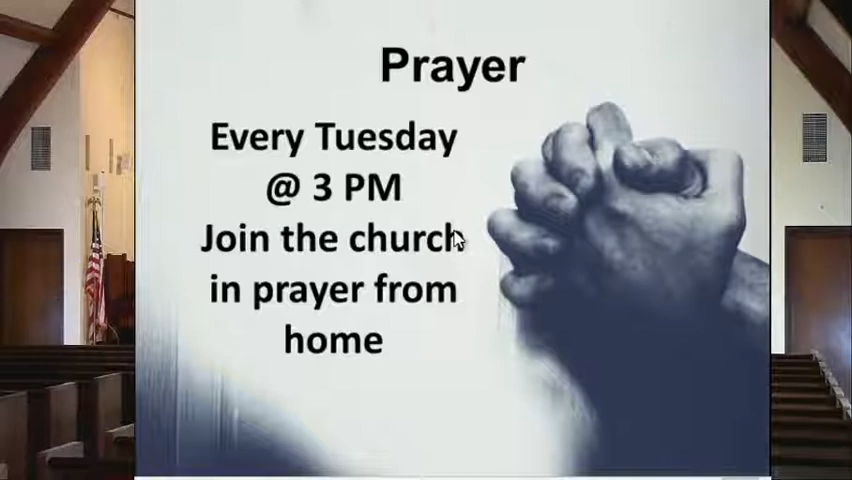 Prayer
Every Tuesday
@ 3 PM
Join the church
in prayer from
home